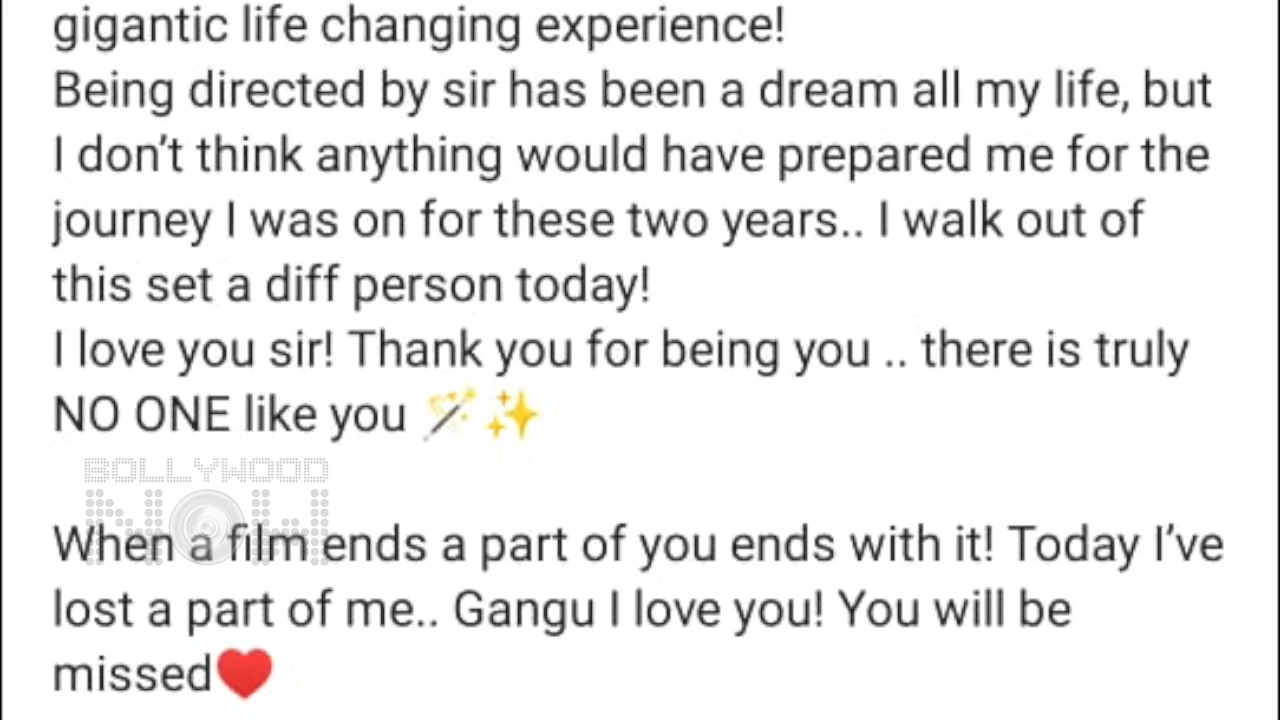 gigantic life changing experience!
Being directed by sir has been a dream all my life, but
I don’t think anything would have prepared me for the
journey I was on for these two years.. I walk out of
this set a diff person today!
I love you sir! Thank you for being you .. there is truly
NO ONE like you 🪄✨
BOLLYWOOD
NOW
When a film ends a part of you ends with it! Today I’ve
lost a part of me.. Gangu I love you! You will be
missed❤️